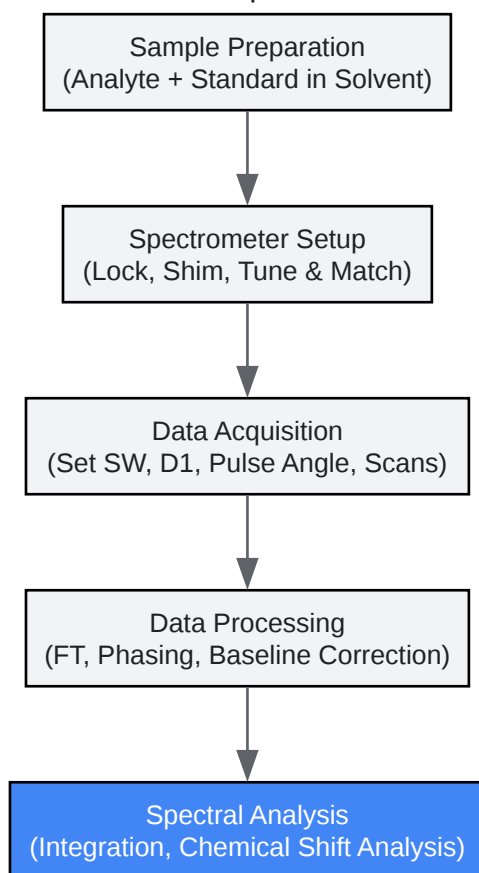 Sample Preparation
(Analyte + Standard in Solvent)
Spectrometer Setup
(Lock, Shim, Tune & Match)
Data Acquisition
(Set SW, D1, Pulse Angle, Scans)
Data Processing
(FT, Phasing, Baseline Correction)
Spectral Analysis
(Integration, Chemical Shift Analysis)